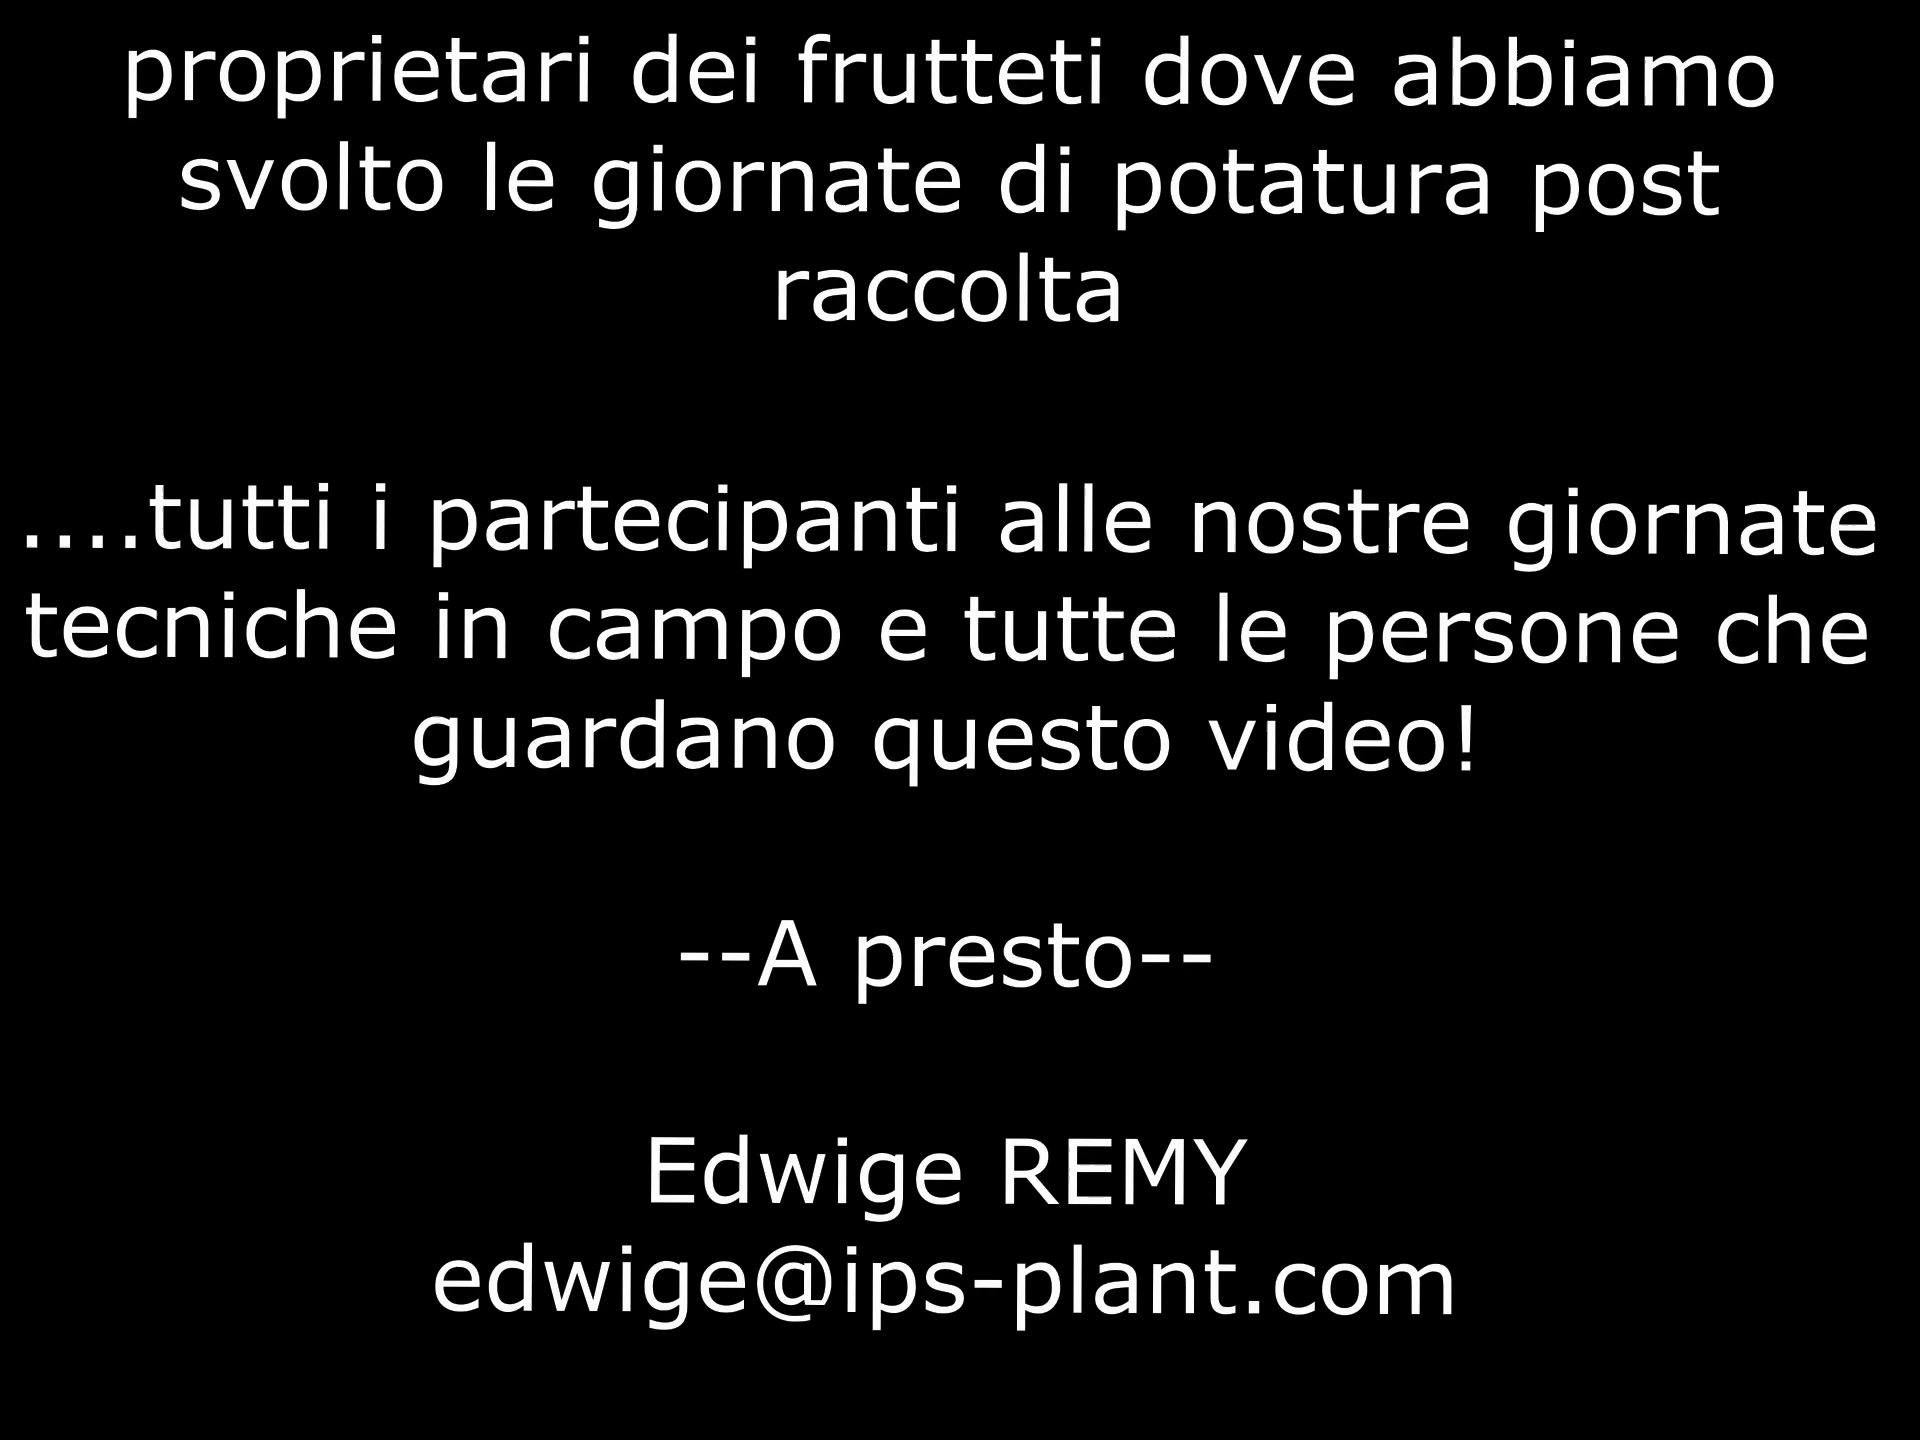 proprietari dei frutteti dove abbiamo
svolto le giornate di potatura post
raccolta
....tutti i partecipanti alle nostre giornate
tecniche in campo e tutte le persone che
guardano questo video!
--A presto--
Edwige REMY
edwige@ips-plant.com